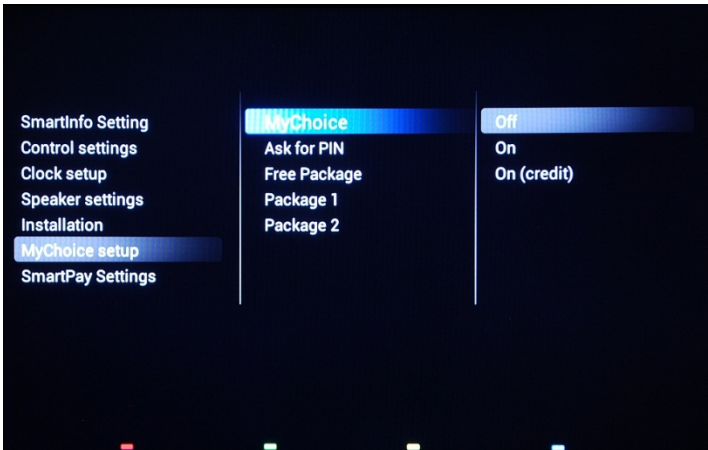 SmartInfo Setting
Control settings
Clock setup
Speaker settings
Installation
MyChoice setup
SmartPay Settings
MyChoice
Ask for PIN
Free Package
Package 1
Package 2
Off
On
On (credit)